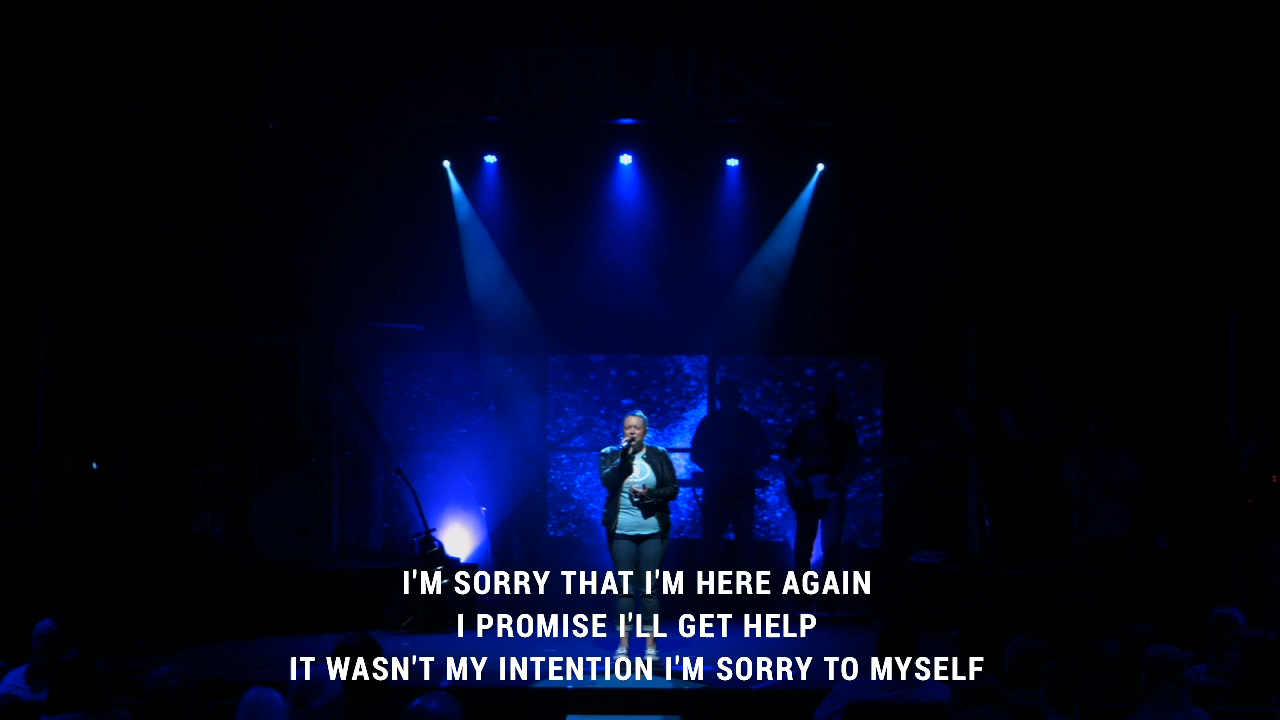 I'M SORRY THAT I'M HERE AGAIN
I PROMISE I'LL GET HELP
IT WASN'T MY INTENTION I'M SORRY TO MYSELF